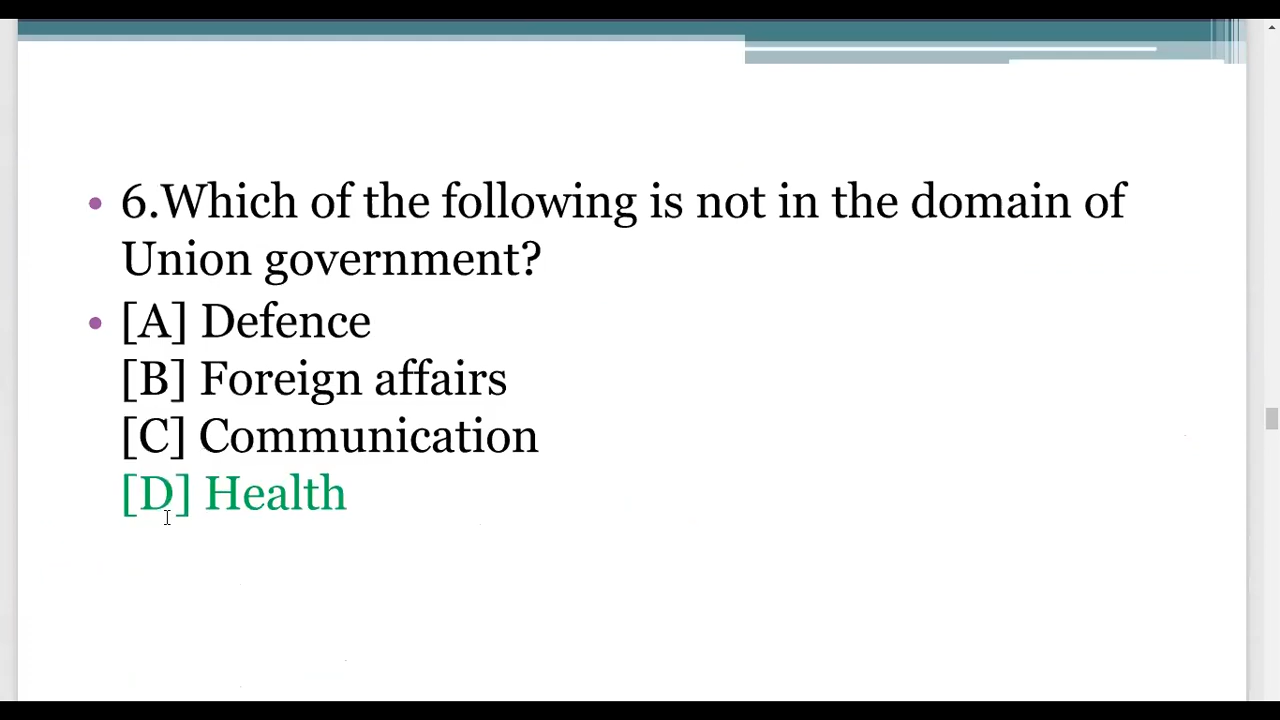 • 6.Which of the following is not in the domain of
Union government?
• [A] Defence
[B] Foreign affairs
[C] Communication
[D] Health